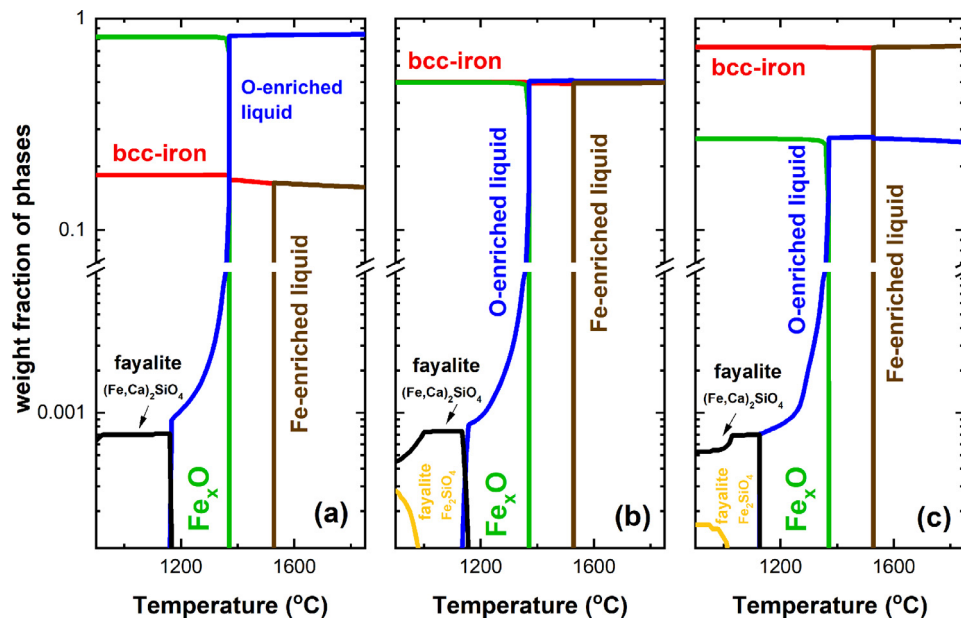 weight fraction of phases
1
0.1
0.001
bcc-iron
O-enriched
liquid
Fe-enriched liquid
fayalite
(Fe,Ca)₂SiO₄
FeₓO
(a)
1200
1600
Temperature (°C)
bcc-iron
O-enriched liquid
Fe-enriched liquid
fayalite
(Fe,Ca)₂SiO₄
fayalite
Fe₂SiO₄
FeₓO
(b)
1200
1600
Temperature (°C)
bcc-iron
O-enriched liquid
Fe-enriched liquid
fayalite
(Fe,Ca)₂SiO₄
fayalite
Fe₂SiO₄
FeₓO
(c)
1200
1600
Temperature (°C)